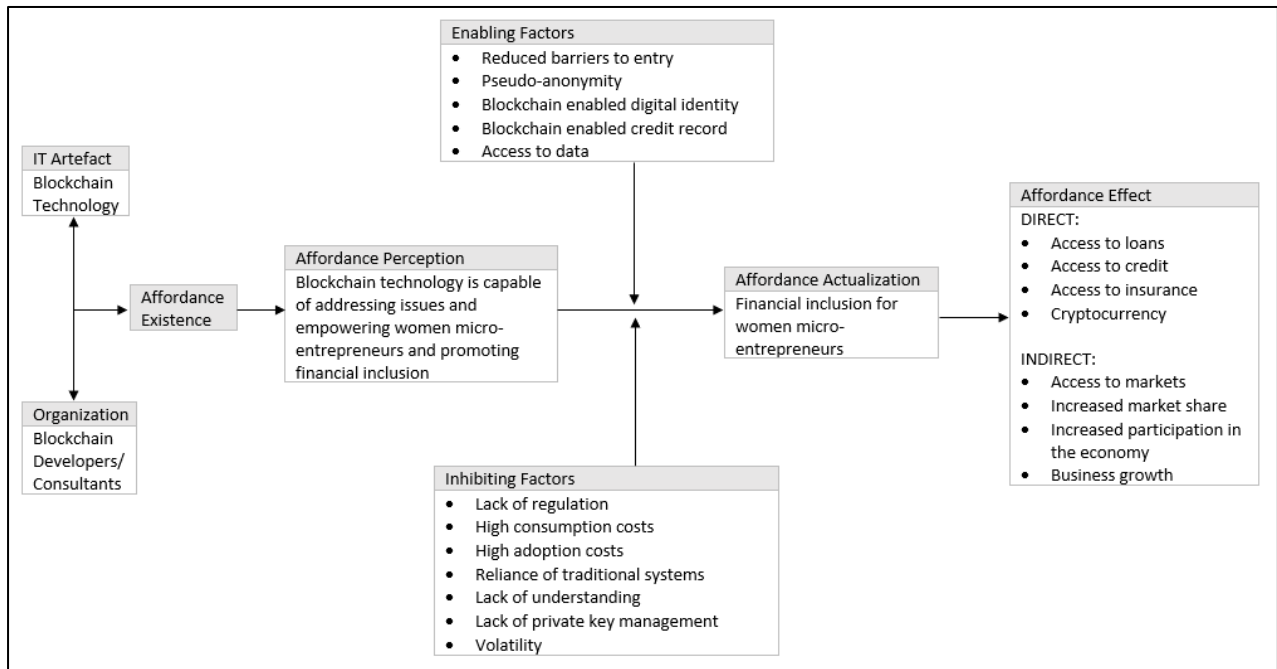 Enabling Factors
• Reduced barriers to entry
• Pseudo-anonymity
• Blockchain enabled digital identity
• Blockchain enabled credit record
• Access to data
IT Artefact
Blockchain
Technology
Affordance
Existence
Organization
Blockchain
Developers/
Consultants
Affordance Perception
Blockchain technology is capable
of addressing issues and
empowering women micro-
entrepreneurs and promoting
financial inclusion
Inhibiting Factors
• Lack of regulation
• High consumption costs
• High adoption costs
• Reliance of traditional systems
• Lack of understanding
• Lack of private key management
• Volatility
Affordance Actualization
Financial inclusion for
women micro-
entrepreneurs
Affordance Effect
DIRECT:
• Access to loans
• Access to credit
• Access to insurance
• Cryptocurrency
INDIRECT:
• Access to markets
• Increased market share
• Increased participation in
the economy
• Business growth